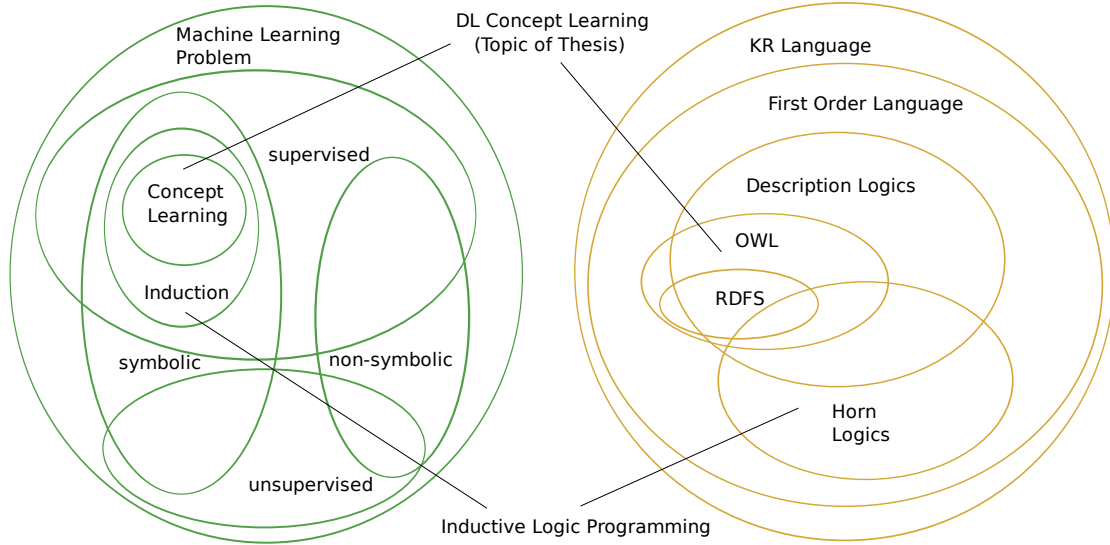 DL Concept Learning
(Topic of Thesis)
Machine Learning
Problem
supervised
Concept
Learning
Induction
symbolic
non-symbolic
unsupervised
KR Language
First Order Language
Description Logics
OWL
RDFS
Horn
Logics
Inductive Logic Programming